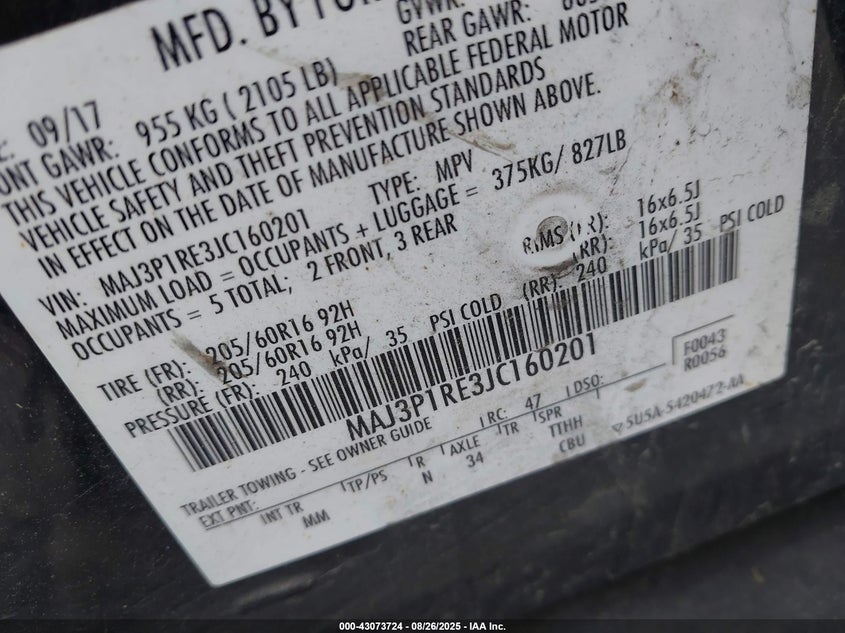 MFD. BY
GVWR:
09/17
REAR GAWR:
GAWR: 955 KG ( 2105 LB)
THIS VEHICLE CONFORMS TO ALL APPLICABLE FEDERAL MOTOR
VEHICLE SAFETY AND THEFT PREVENTION STANDARDS
IN EFFECT ON THE DATE OF MANUFACTURE SHOWN ABOVE.
VIN: MAJ3P1RE3JC160201 TYPE: MPV
MAXIMUM LOAD = OCCUPANTS + LUGGAGE = 375KG/ 827LB
OCCUPANTS = 5 TOTAL; 2 FRONT, 3 REAR
TIRE (FR): 205/60R16 92H RIMS (FR): 16x6.5J
(RR): 205/60R16 92H (RR): 16x6.5J
PRESSURE (FR): 240 kPa/ 35 PSI COLD (RR): 240 kPa/ 35 PSI COLD
MAJ3P1RE3JC160201
F0043
R0056
TRAILER TOWING - SEE OWNER GUIDE RC: 47 DSO:
EXT PNT: TP/PS R AXLE TR SPR
INT TR N 34 TTHH
MM CBU
5U5A-5420472-AA
000-43073724 - 08/26/2025 - IAA Inc.